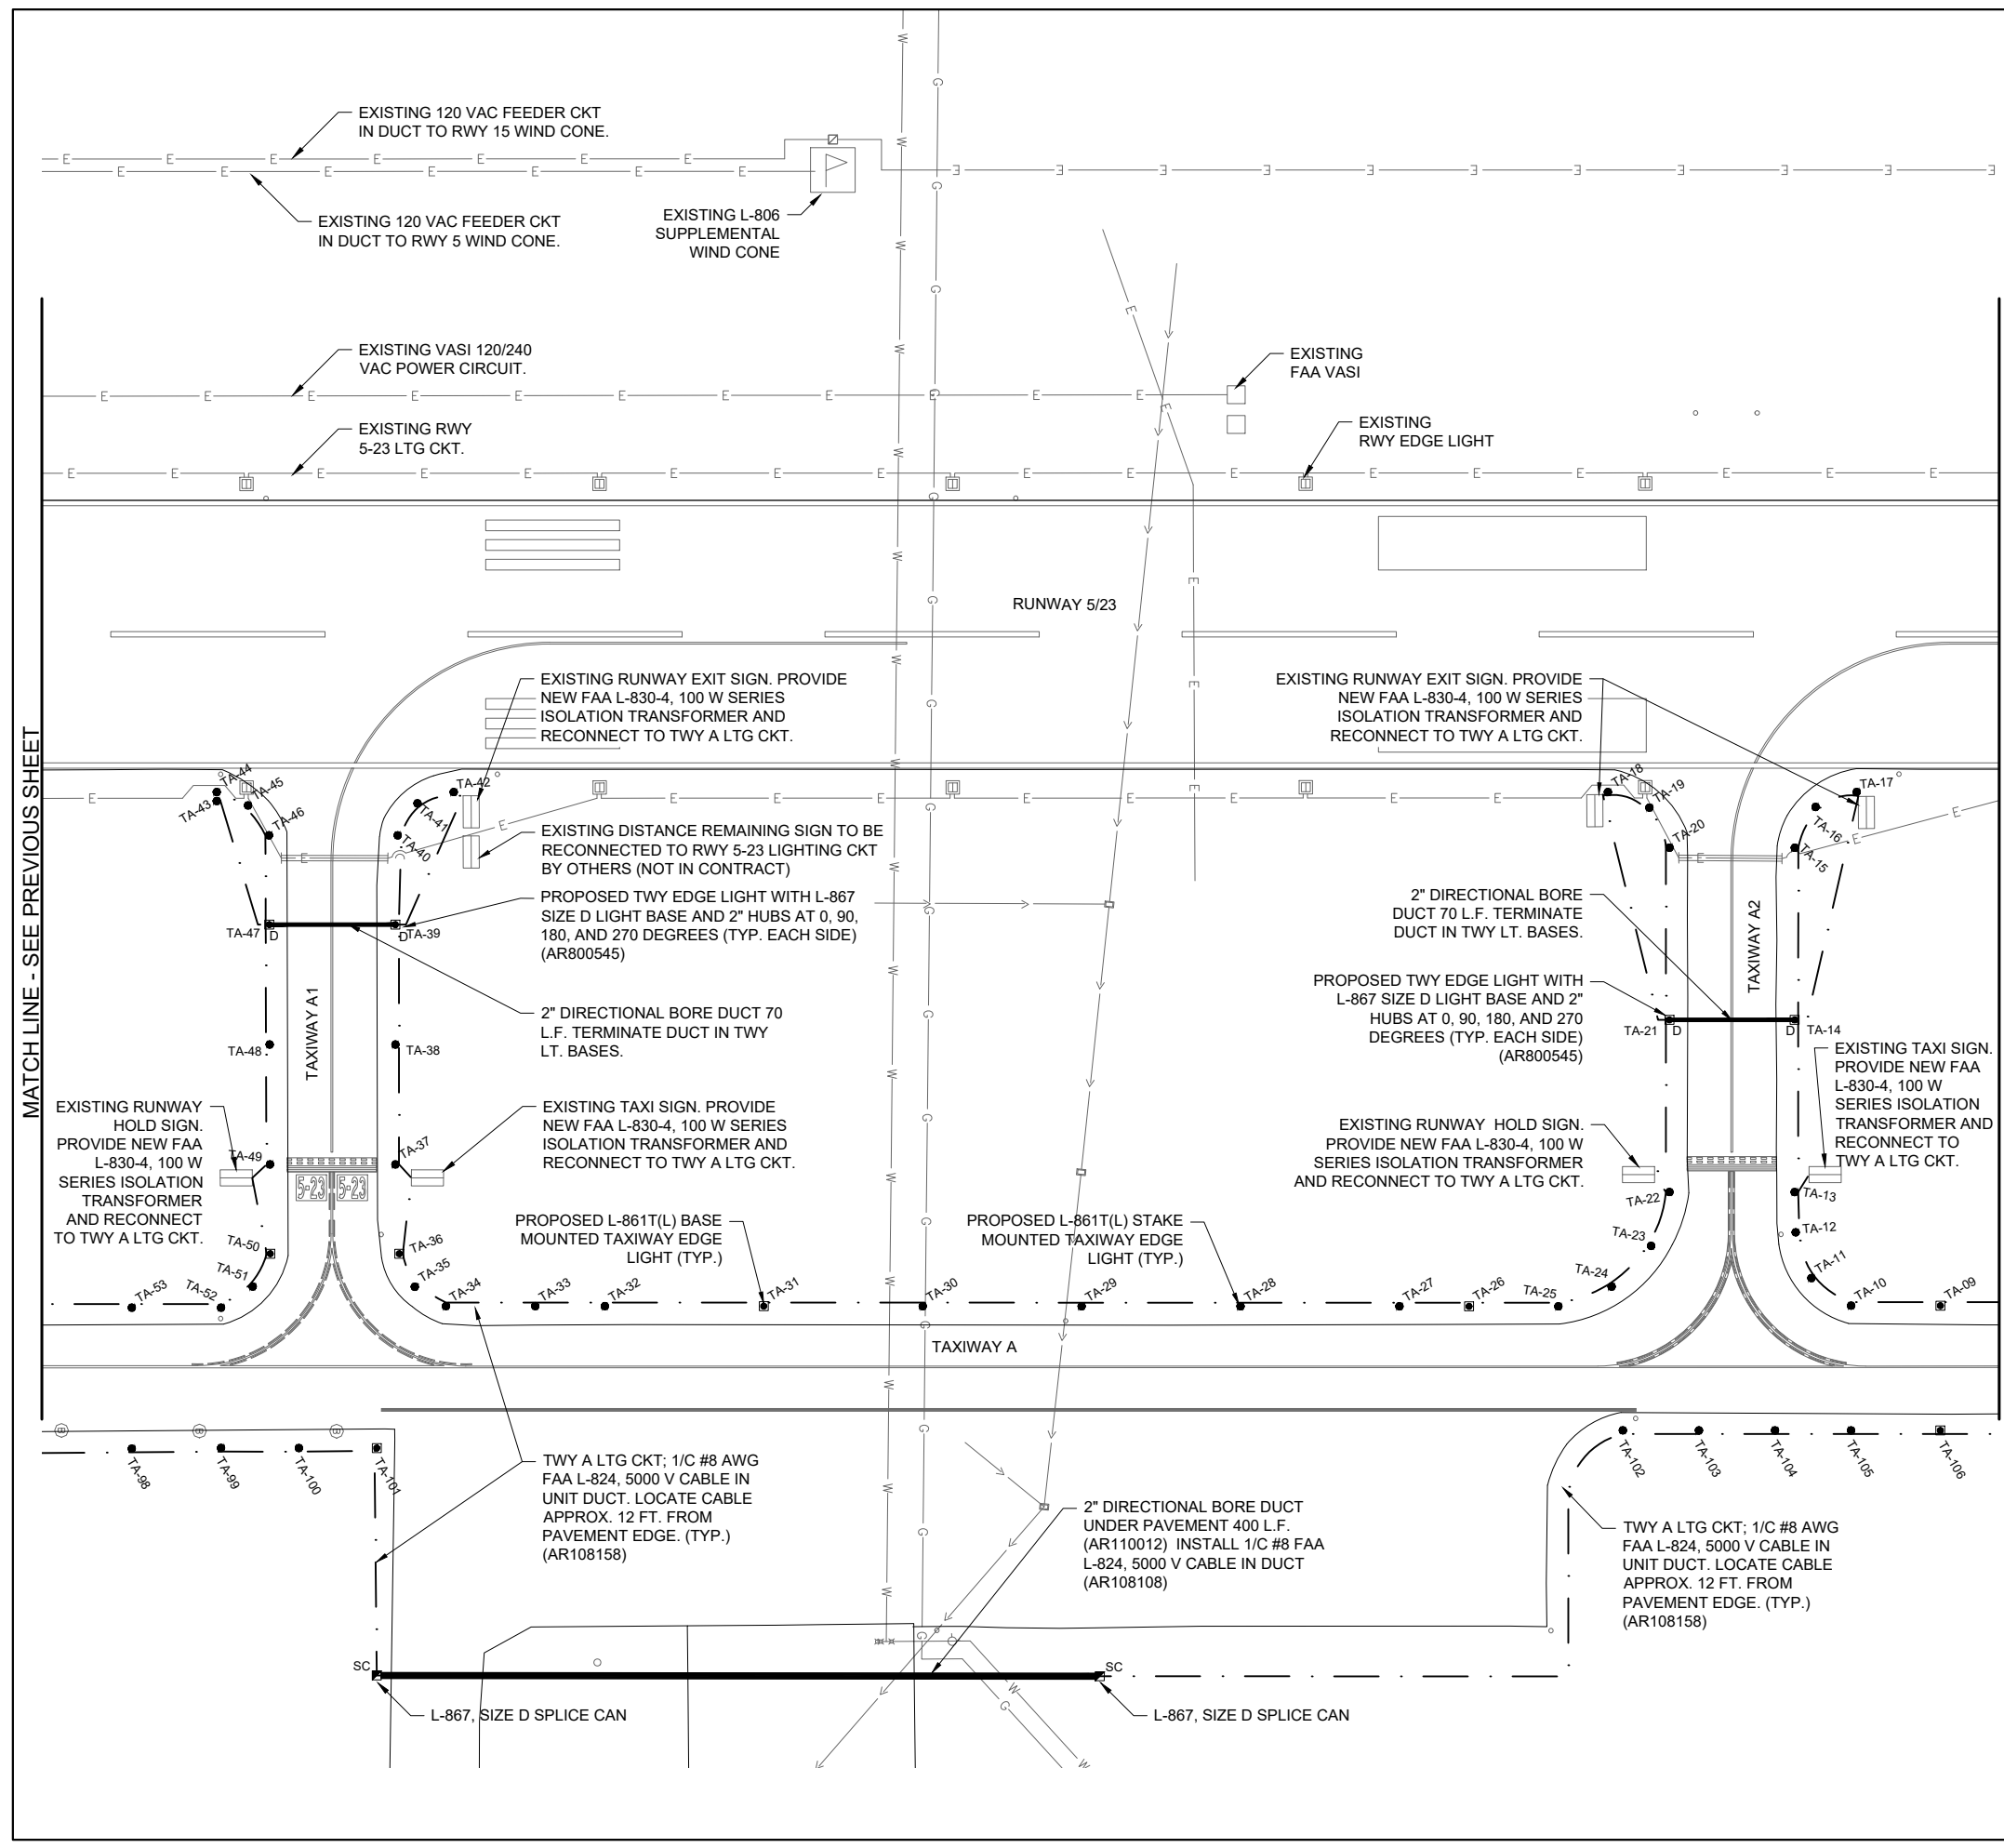 EXISTING 120 VAC FEEDER CKT
IN DUCT TO RWY 15 WIND CONE.
EXISTING 120 VAC FEEDER CKT
IN DUCT TO RWY 5 WIND CONE.
EXISTING L-806
SUPPLEMENTAL
WIND CONE
EXISTING VASI 120/240
VAC POWER CIRCUIT.
EXISTING
FAA VASI
EXISTING RWY
5-23 LTG CKT.
EXISTING
RWY EDGE LIGHT
RUNWAY 5/23
MATCH LINE - SEE PREVIOUS SHEET
EXISTING RUNWAY EXIT SIGN. PROVIDE
NEW FAA L-830-4, 100 W SERIES
ISOLATION TRANSFORMER AND
RECONNECT TO TWY A LTG CKT.
EXISTING RUNWAY EXIT SIGN. PROVIDE
NEW FAA L-830-4, 100 W SERIES
ISOLATION TRANSFORMER AND
RECONNECT TO TWY A LTG CKT.
TA-44
TA-43
TA-45
TA-46
TA-42
TA-41
TA-40
TA-18
TA-19
TA-20
TA-17
TA-16
TA-15
EXISTING DISTANCE REMAINING SIGN TO BE
RECONNECTED TO RWY 5-23 LIGHTING CKT
BY OTHERS (NOT IN CONTRACT)
PROPOSED TWY EDGE LIGHT WITH L-867
SIZE D LIGHT BASE AND 2" HUBS AT 0, 90,
180, AND 270 DEGREES (TYP. EACH SIDE)
(AR800545)
TA-47
D
D
TA-39
2" DIRECTIONAL BORE
DUCT 70 L.F. TERMINATE
DUCT IN TWY LT. BASES.
TAXIWAY A1
TAXIWAY A2
2" DIRECTIONAL BORE DUCT 70
L.F. TERMINATE DUCT IN TWY
LT. BASES.
PROPOSED TWY EDGE LIGHT WITH
L-867 SIZE D LIGHT BASE AND 2"
HUBS AT 0, 90, 180, AND 270
DEGREES (TYP. EACH SIDE)
(AR800545)
TA-21
D
D
TA-14
TA-48
TA-38
EXISTING TAXI SIGN.
PROVIDE NEW FAA
L-830-4, 100 W
SERIES ISOLATION
TRANSFORMER AND
RECONNECT TO
TWY A LTG CKT.
EXISTING RUNWAY
HOLD SIGN.
PROVIDE NEW FAA
L-830-4, 100 W
SERIES ISOLATION
TRANSFORMER
AND RECONNECT
TO TWY A LTG CKT.
EXISTING TAXI SIGN. PROVIDE
NEW FAA L-830-4, 100 W SERIES
ISOLATION TRANSFORMER AND
RECONNECT TO TWY A LTG CKT.
EXISTING RUNWAY  HOLD SIGN.
PROVIDE NEW FAA L-830-4, 100 W
SERIES ISOLATION TRANSFORMER
AND RECONNECT TO TWY A LTG CKT.
TA-49
TA-37
5-23
5-23
TA-22
TA-13
TA-50
TA-36
TA-23
TA-12
PROPOSED L-861T(L) BASE
MOUNTED TAXIWAY EDGE
LIGHT (TYP.)
PROPOSED L-861T(L) STAKE
MOUNTED TAXIWAY EDGE
LIGHT (TYP.)
TA-53
TA-52
TA-51
TA-35
TA-34
TA-33
TA-32
TA-31
TA-30
TA-29
TA-28
TA-27
TA-26
TA-25
TA-24
TA-11
TA-10
TA-09
TAXIWAY A
B
B
B
TA-98
TA-99
TA-100
TA-101
TA-102
TA-103
TA-104
TA-105
TA-106
TWY A LTG CKT; 1/C #8 AWG
FAA L-824, 5000 V CABLE IN
UNIT DUCT. LOCATE CABLE
APPROX. 12 FT. FROM
PAVEMENT EDGE. (TYP.)
(AR108158)
2" DIRECTIONAL BORE DUCT
UNDER PAVEMENT 400 L.F.
(AR110012)  INSTALL 1/C #8 FAA
L-824, 5000 V CABLE IN DUCT
(AR108108)
TWY A LTG CKT; 1/C #8 AWG
FAA L-824, 5000 V CABLE IN
UNIT DUCT. LOCATE CABLE
APPROX. 12 FT. FROM
PAVEMENT EDGE. (TYP.)
(AR108158)
SC
SC
L-867, SIZE D SPLICE CAN
L-867, SIZE D SPLICE CAN